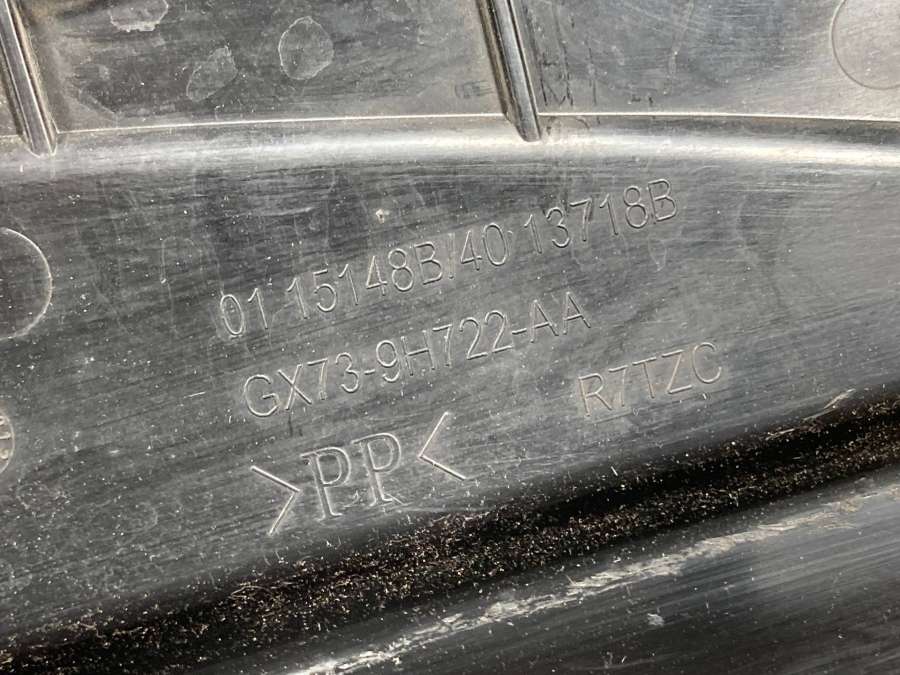 01 15148B/40 13718B
GX73-9H722-AA
R7TZC
>PP<